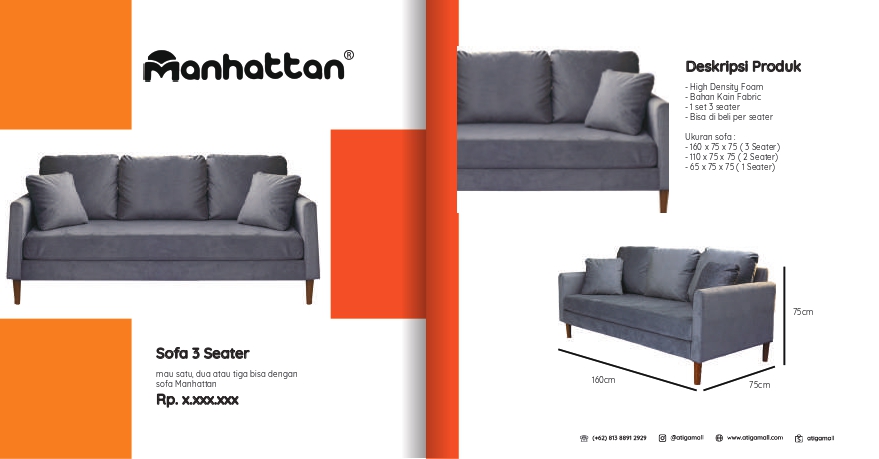 Manhattan®
Sofa 3 Seater
mau satu, dua atau tiga bisa dengan
sofa Manhattan
Rp. x.xxx.xxx
Deskripsi Produk
- High Density Foam
- Bahan Kain Fabric
- 1 set 3 seater
- Bisa di beli per seater
Ukuran sofa :
- 160 x 75 x 75 ( 3 Seater)
- 110 x 75 x 75 ( 2 Seater)
- 65 x 75 x 75 ( 1 Seater)
75cm
160cm
75cm
(+62) 813 8891 2929 @atigamall www.atigamall.com atigamall